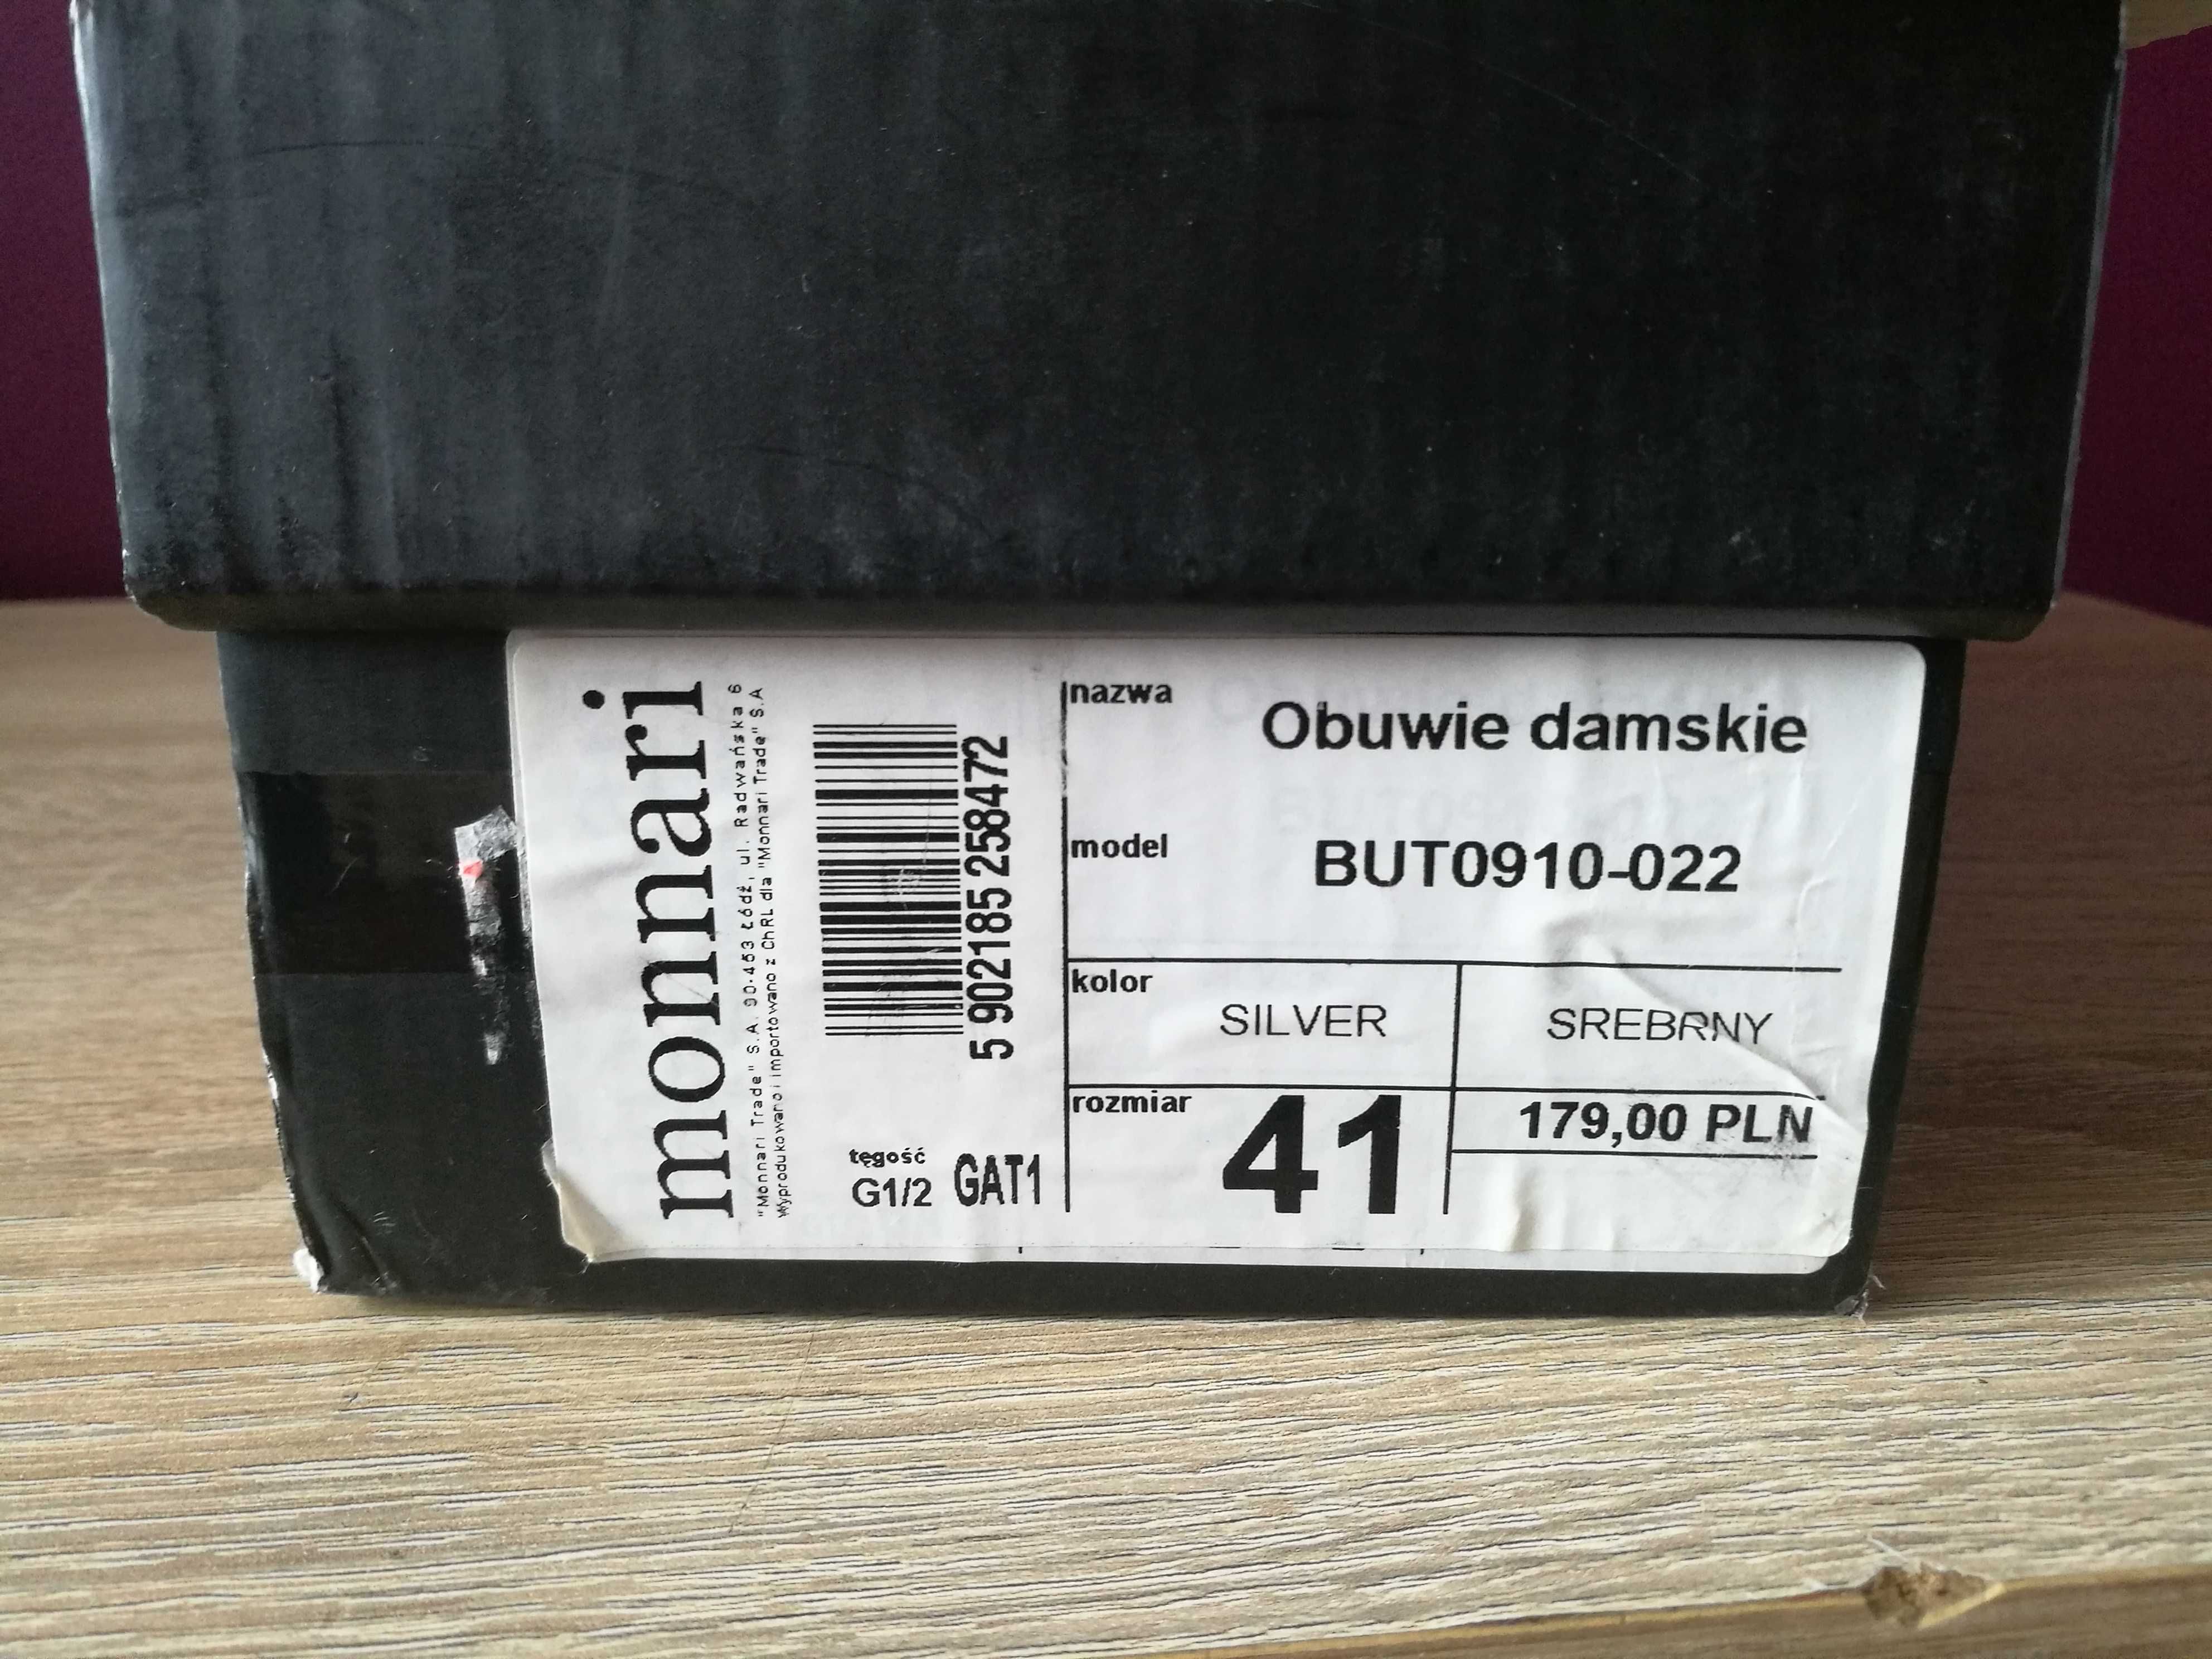 monnari
"Monnari Trade" S.A. 90-453 Łódź, ul. Radwańska 6
Wyprodukowano i importowano z ChRL dla "Monnari Trade" S.A
5 902185 258472
tęgość
G1/2 GAT1
nazwa
Obuwie damskie
model
BUT0910-022
kolor
SILVER
SREBRNY
rozmiar
41
179,00 PLN